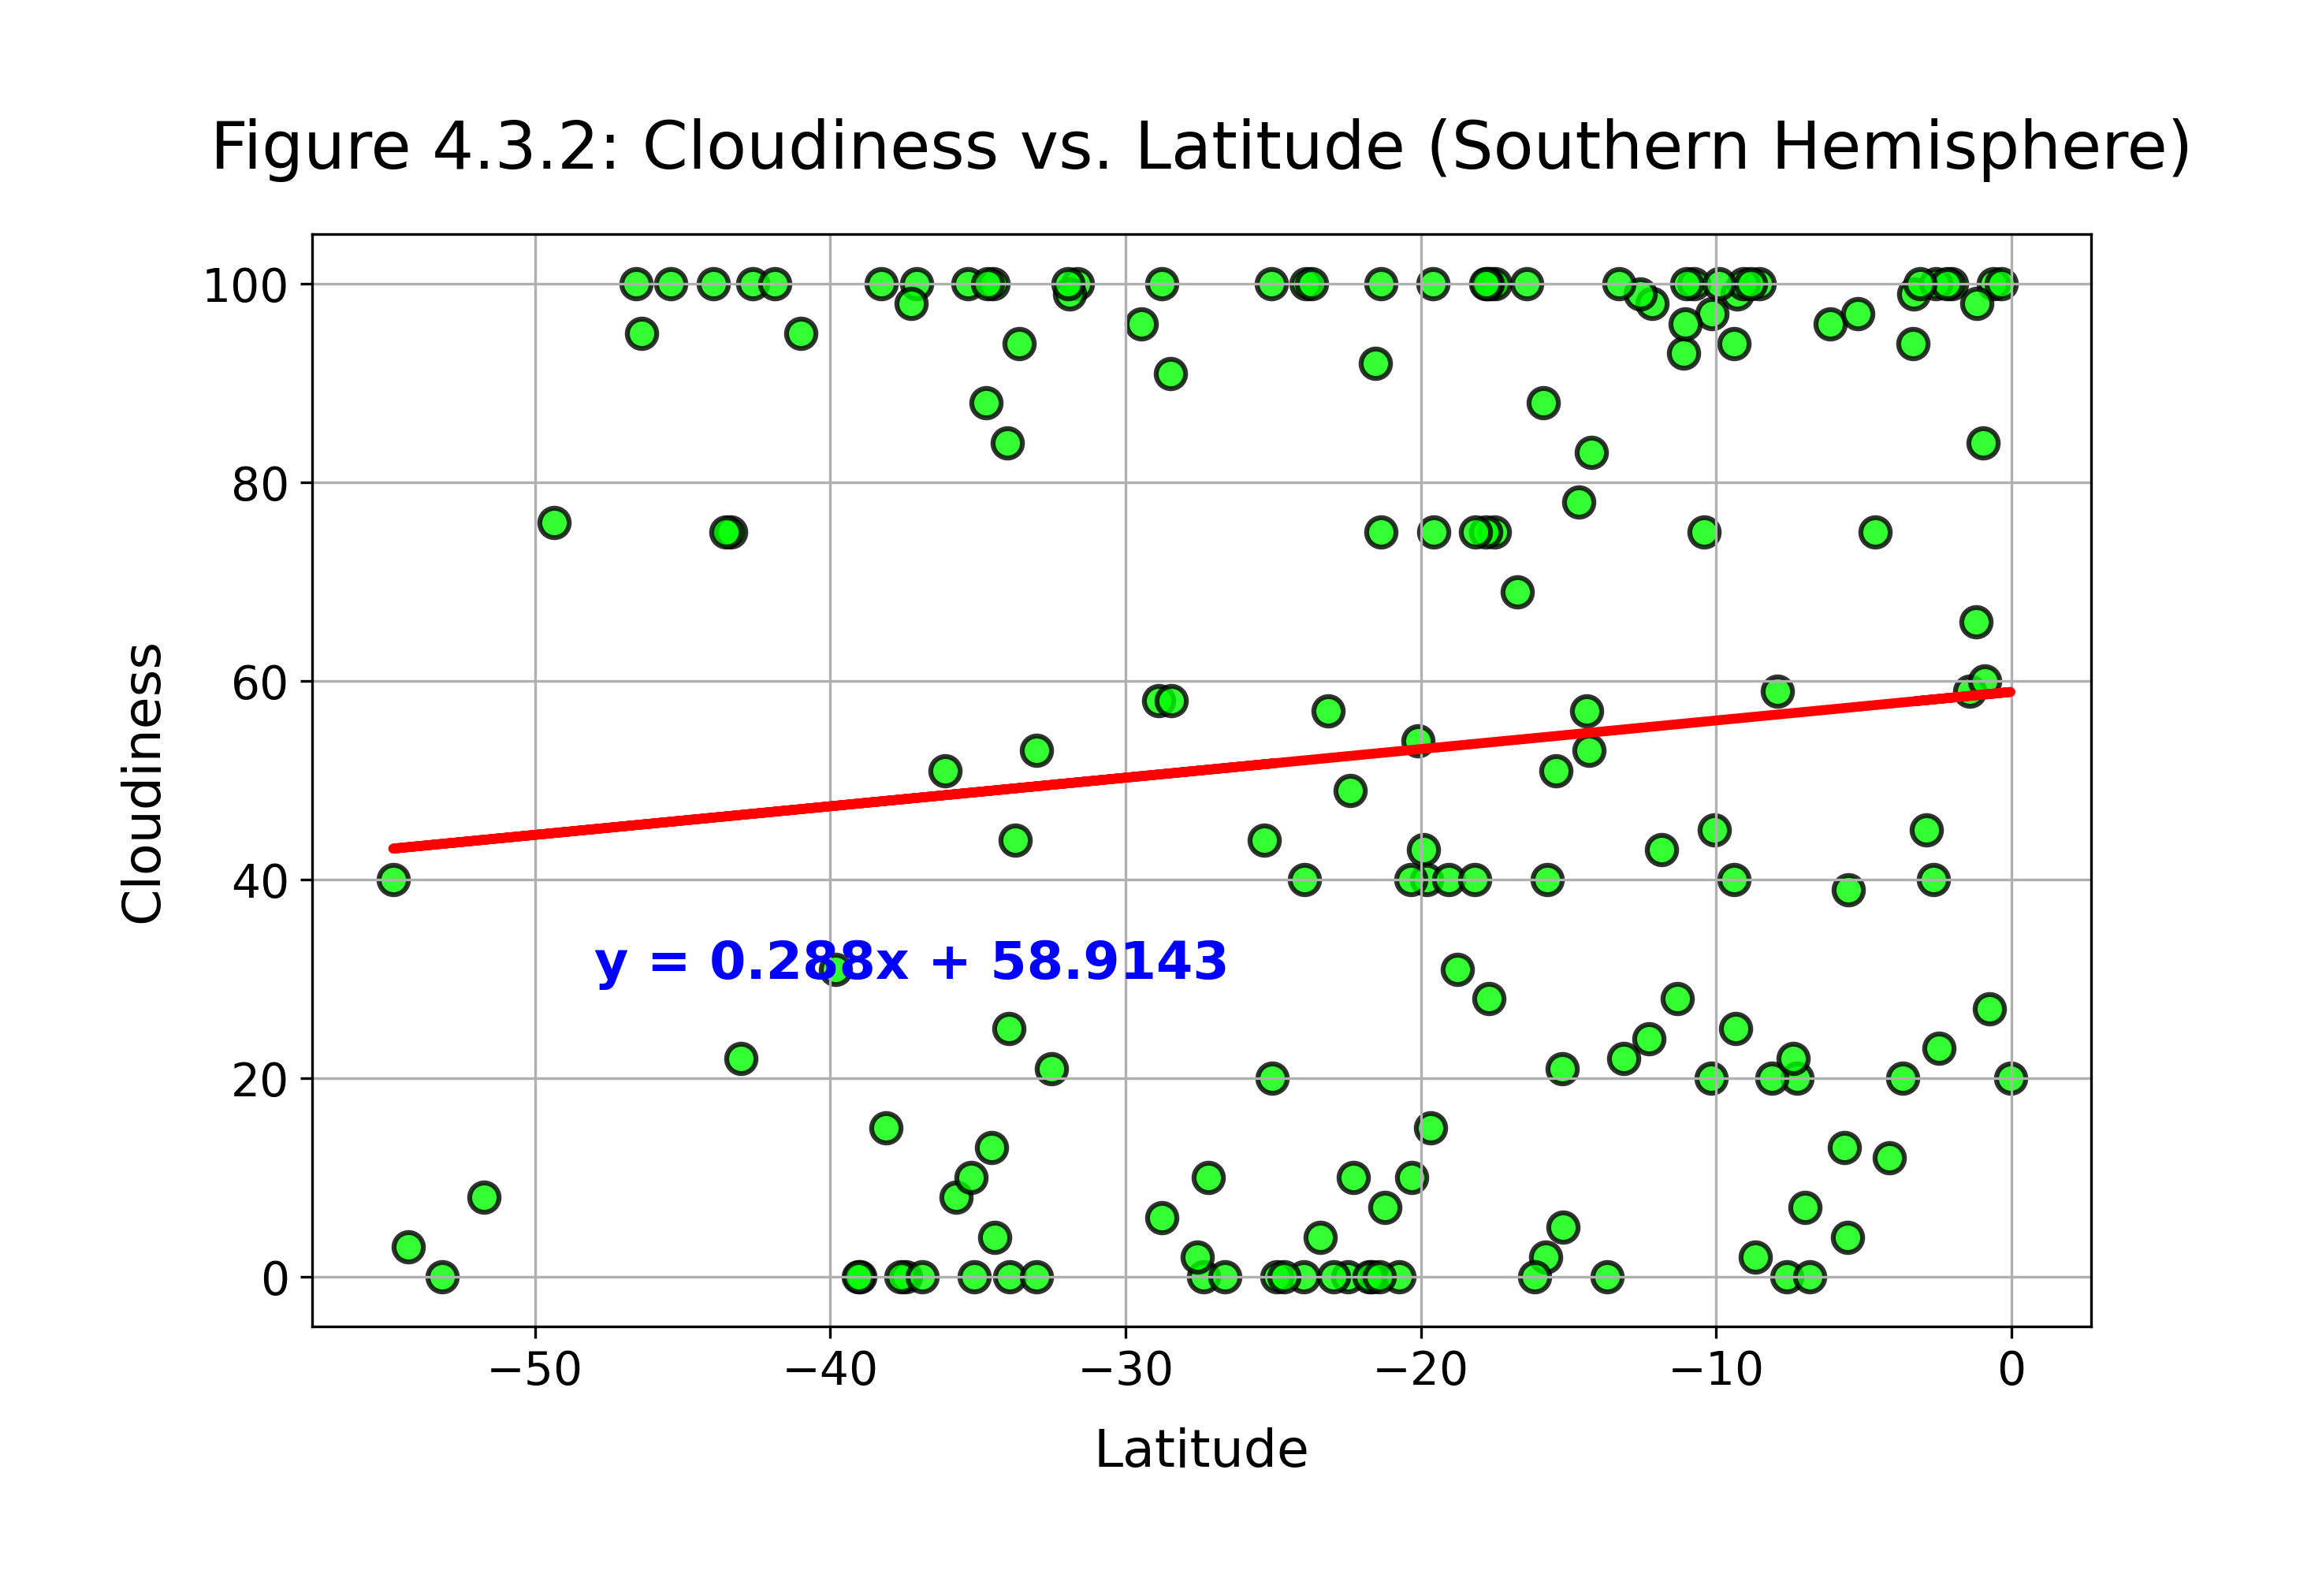 Figure 4.3.2: Cloudiness vs. Latitude (Southern Hemisphere)
100
80
60
40
20
0
Cloudiness
y = 0.288x + 58.9143
−50 −40 −30 −20 −10 0
Latitude